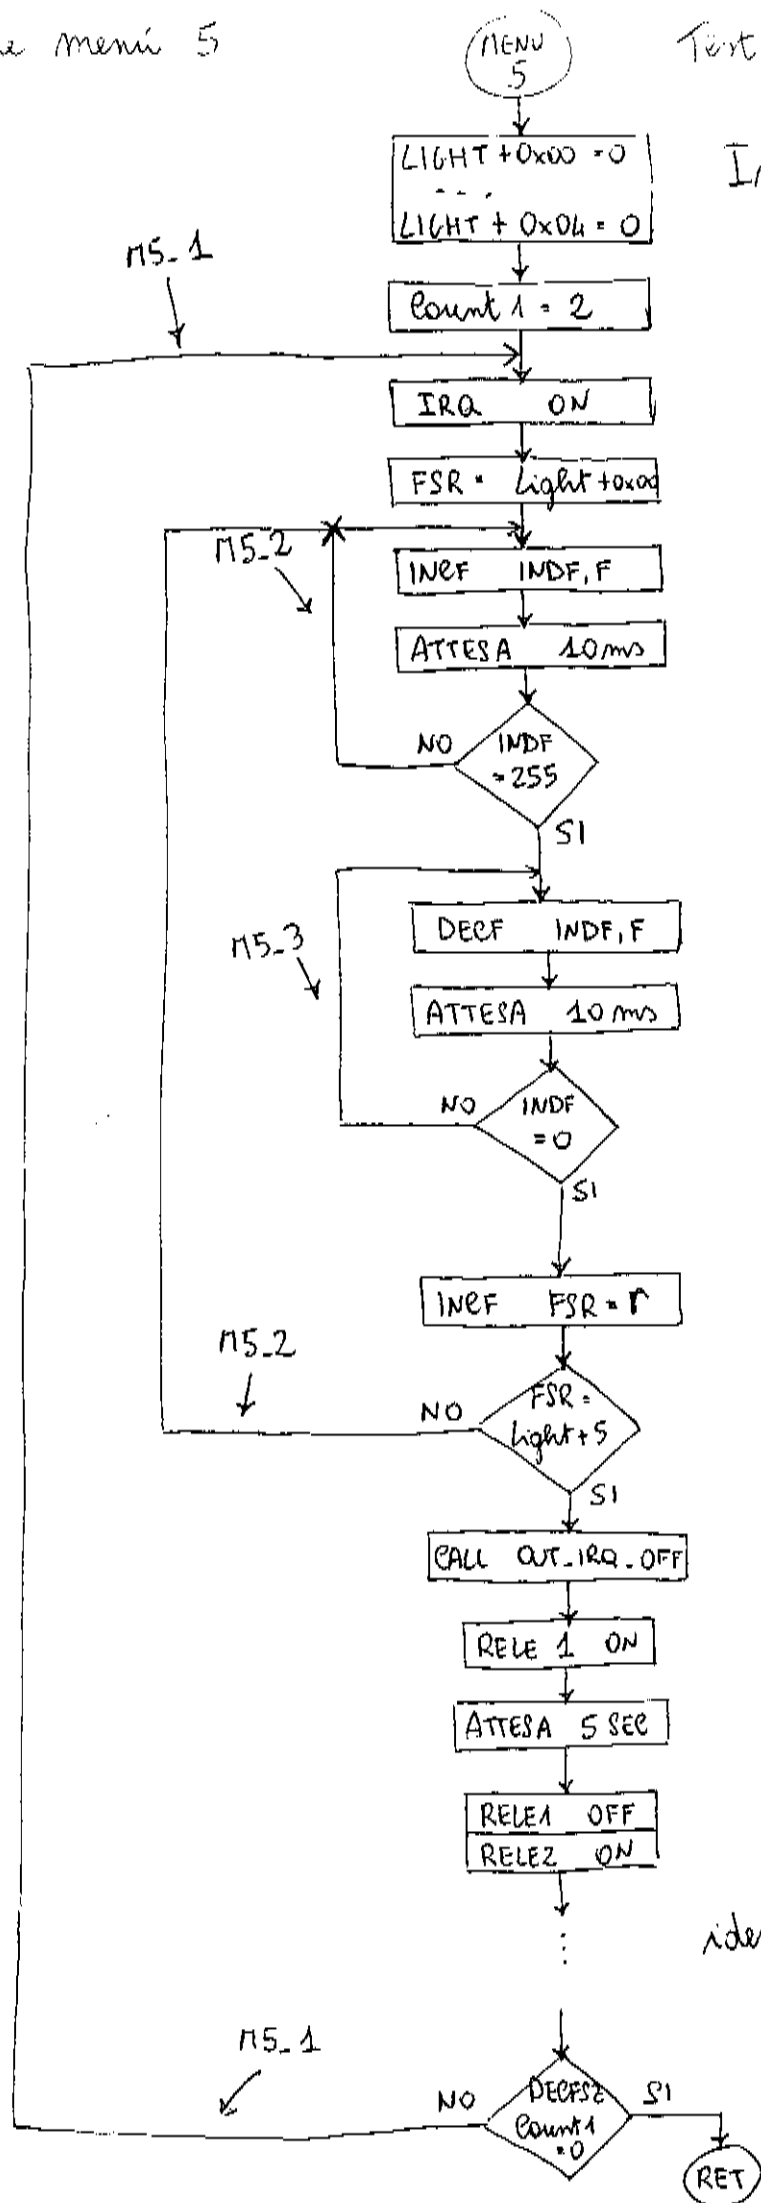 menú 5
MENU
5
Test
LIGHT + 0x00 = 0
...
LIGHT + 0x04 = 0
M5_1
Count 1 = 2
IRQ ON
FSR = Light + 0x00
M5_2
INCF INDF, F
ATTESA 10 ms
NO
INDF
= 255
SI
M5_3
DECF INDF, F
ATTESA 10 ms
NO
INDF
= 0
SI
INCF FSR = r
M5_2
NO
FSR =
Light + 5
SI
CALL OUT_IRQ_OFF
RELE 1 ON
ATTESA 5 SEC
RELE1 OFF
RELE2 ON
M5_1
NO
DECFSZ
Count1
= 0
SI
RET